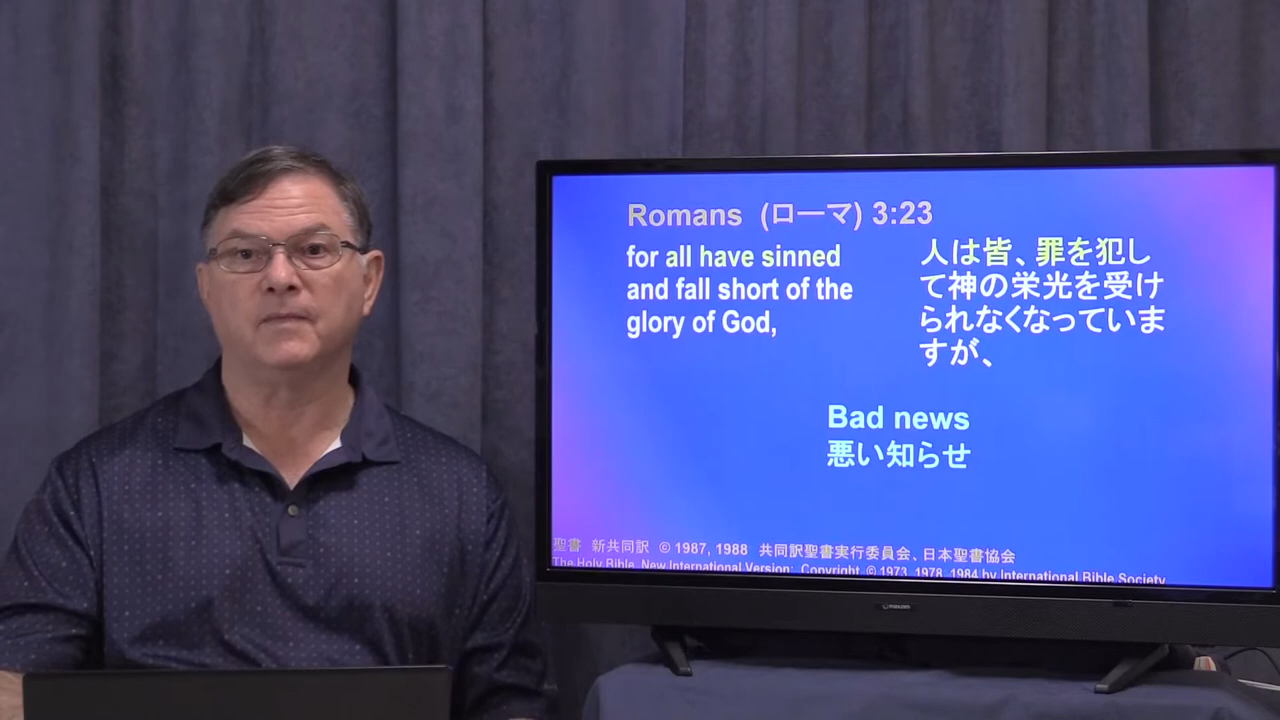 Romans (ローマ) 3:23
for all have sinned
and fall short of the
glory of God,
人は皆、罪を犯し
て神の栄光を受け
られなくなっていま
すが、
Bad news
悪い知らせ
聖書 新共同訳 © 1987, 1988 共同訳聖書実行委員会、日本聖書協会
The Holy Bible, New International Version; Copyright © 1973, 1978, 1984 by International Bible Society
maxzen